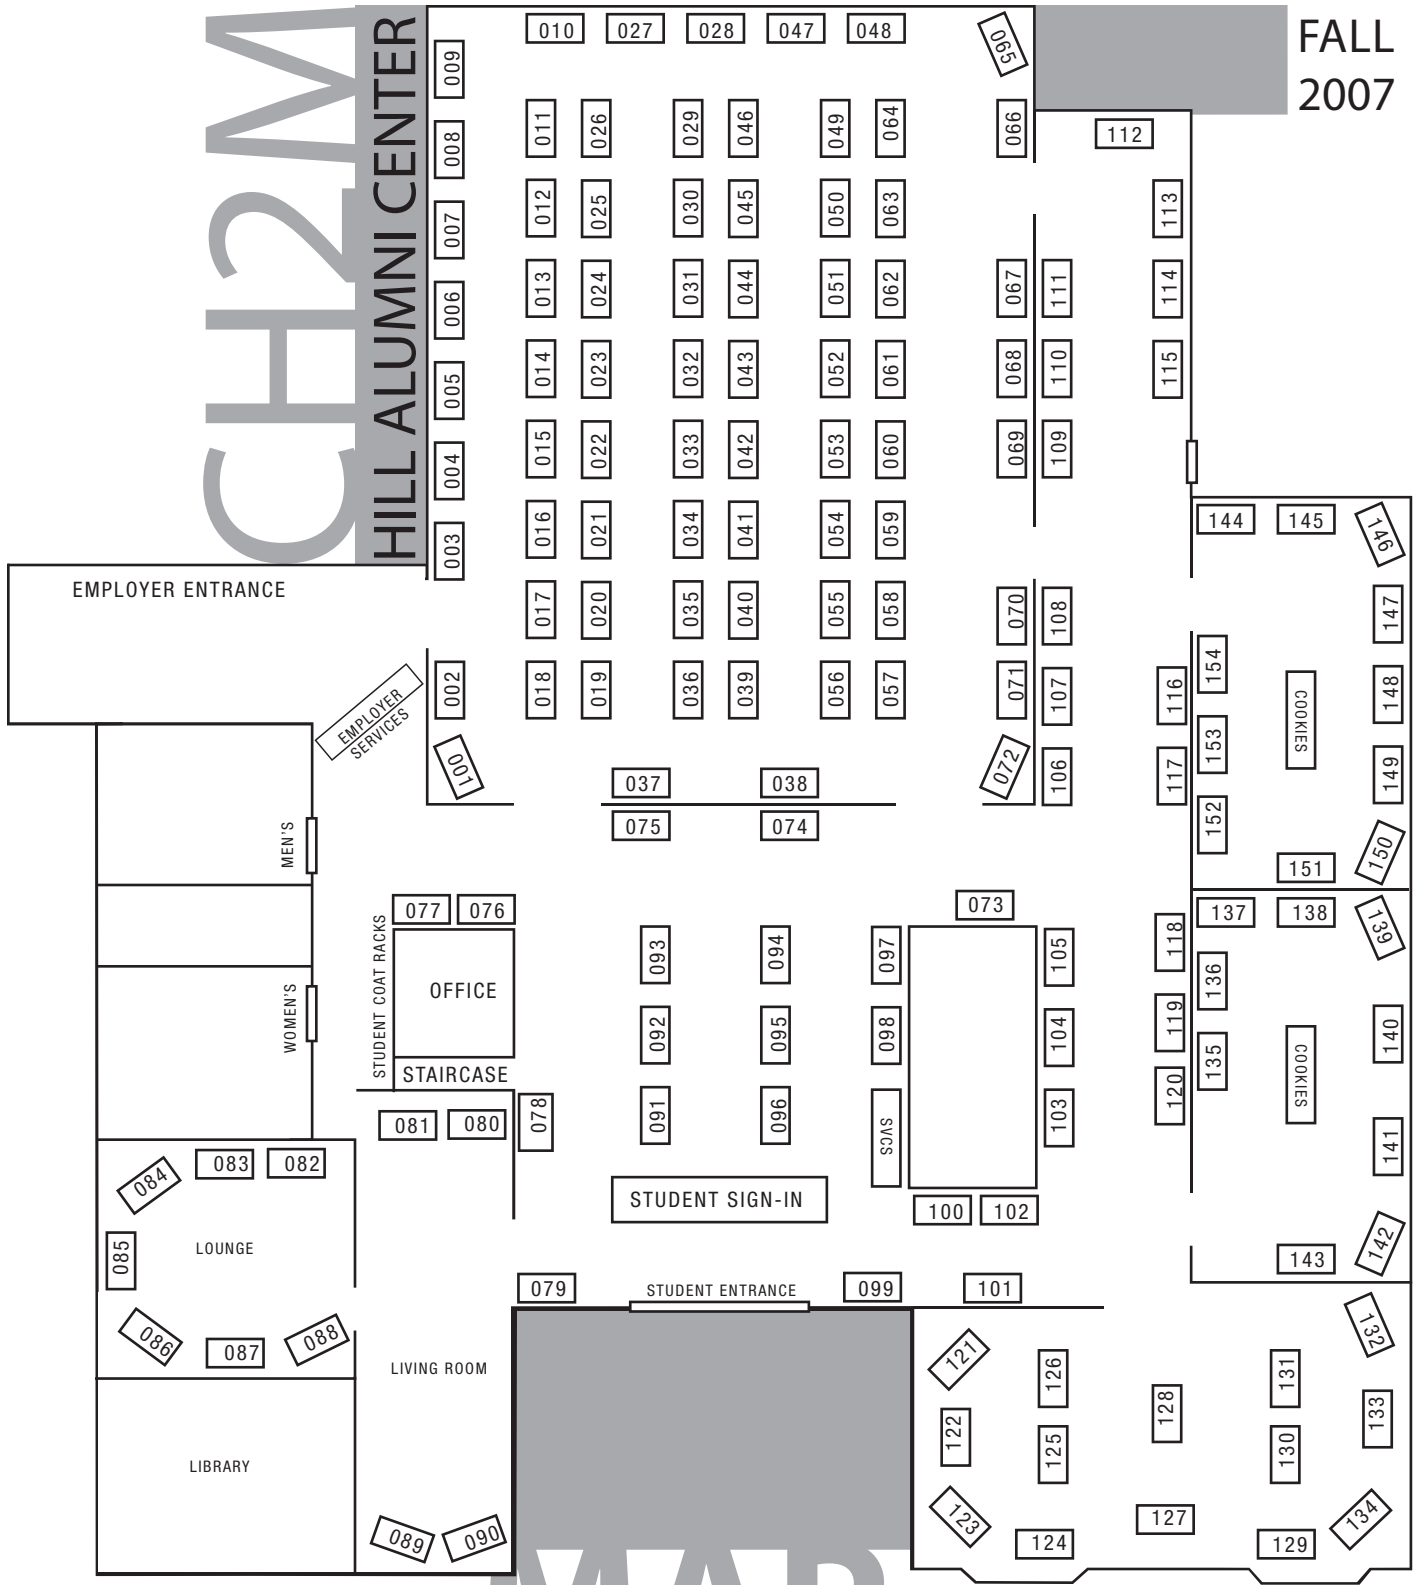 CH2M
HILL ALUMNI CENTER
FALL
2007
010 027 028 047 048 065
009
011 026 029 046 049 064 066 112
008
012 025 030 045 050 063 113
007
013 024 031 044 051 062 067 111 114
006
014 023 032 043 052 061 068 110 115
005
015 022 033 042 053 060 069 109
004
016 021 034 041 054 059 144 145 146
003
EMPLOYER ENTRANCE
017 020 035 040 055 058 070 108 147
002 018 019 036 039 056 057 071 107 116 154 148
COOKIES
EMPLOYER
SERVICES
001 037 038 072 106 117 153 149
075 074 152
MEN'S
151 150
077 076 073 137 138 139
STUDENT COAT RACKS
093 094 097 105 118 136
OFFICE
WOMEN'S
092 095 098 104 119 135 140
COOKIES
STAIRCASE
081 080 078 091 096 SVCS 103 120 141
084 083 082
STUDENT SIGN-IN
100 102
085
LOUNGE
143 142
079 STUDENT ENTRANCE 099 101
086 087 088
LIVING ROOM
121 126 131 132
122 125 128 130 133
LIBRARY
089 090
123 124 127 129 134
MAP